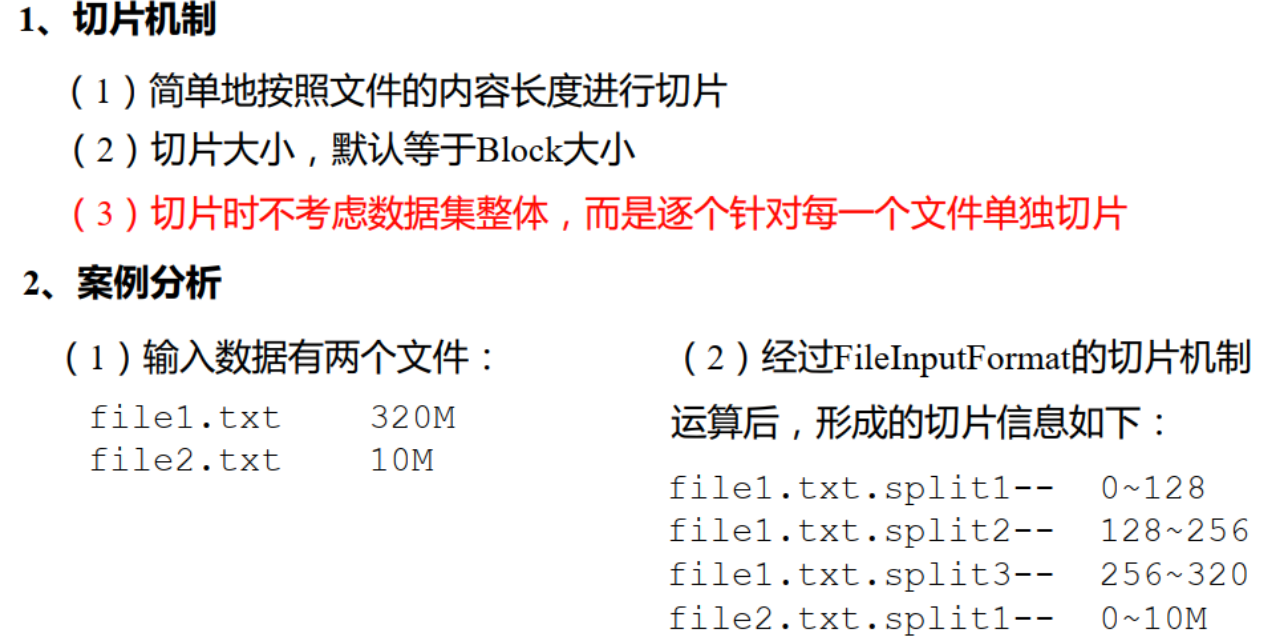 1、切片机制
（1）简单地按照文件的内容长度进行切片
（2）切片大小，默认等于Block大小
（3）切片时不考虑数据集整体，而是逐个针对每一个文件单独切片
2、案例分析
（1）输入数据有两个文件：
file1.txt    320M
file2.txt    10M
（2）经过FileInputFormat的切片机制
运算后，形成的切片信息如下：
file1.txt.split1--  0~128
file1.txt.split2--  128~256
file1.txt.split3--  256~320
file2.txt.split1--  0~10M